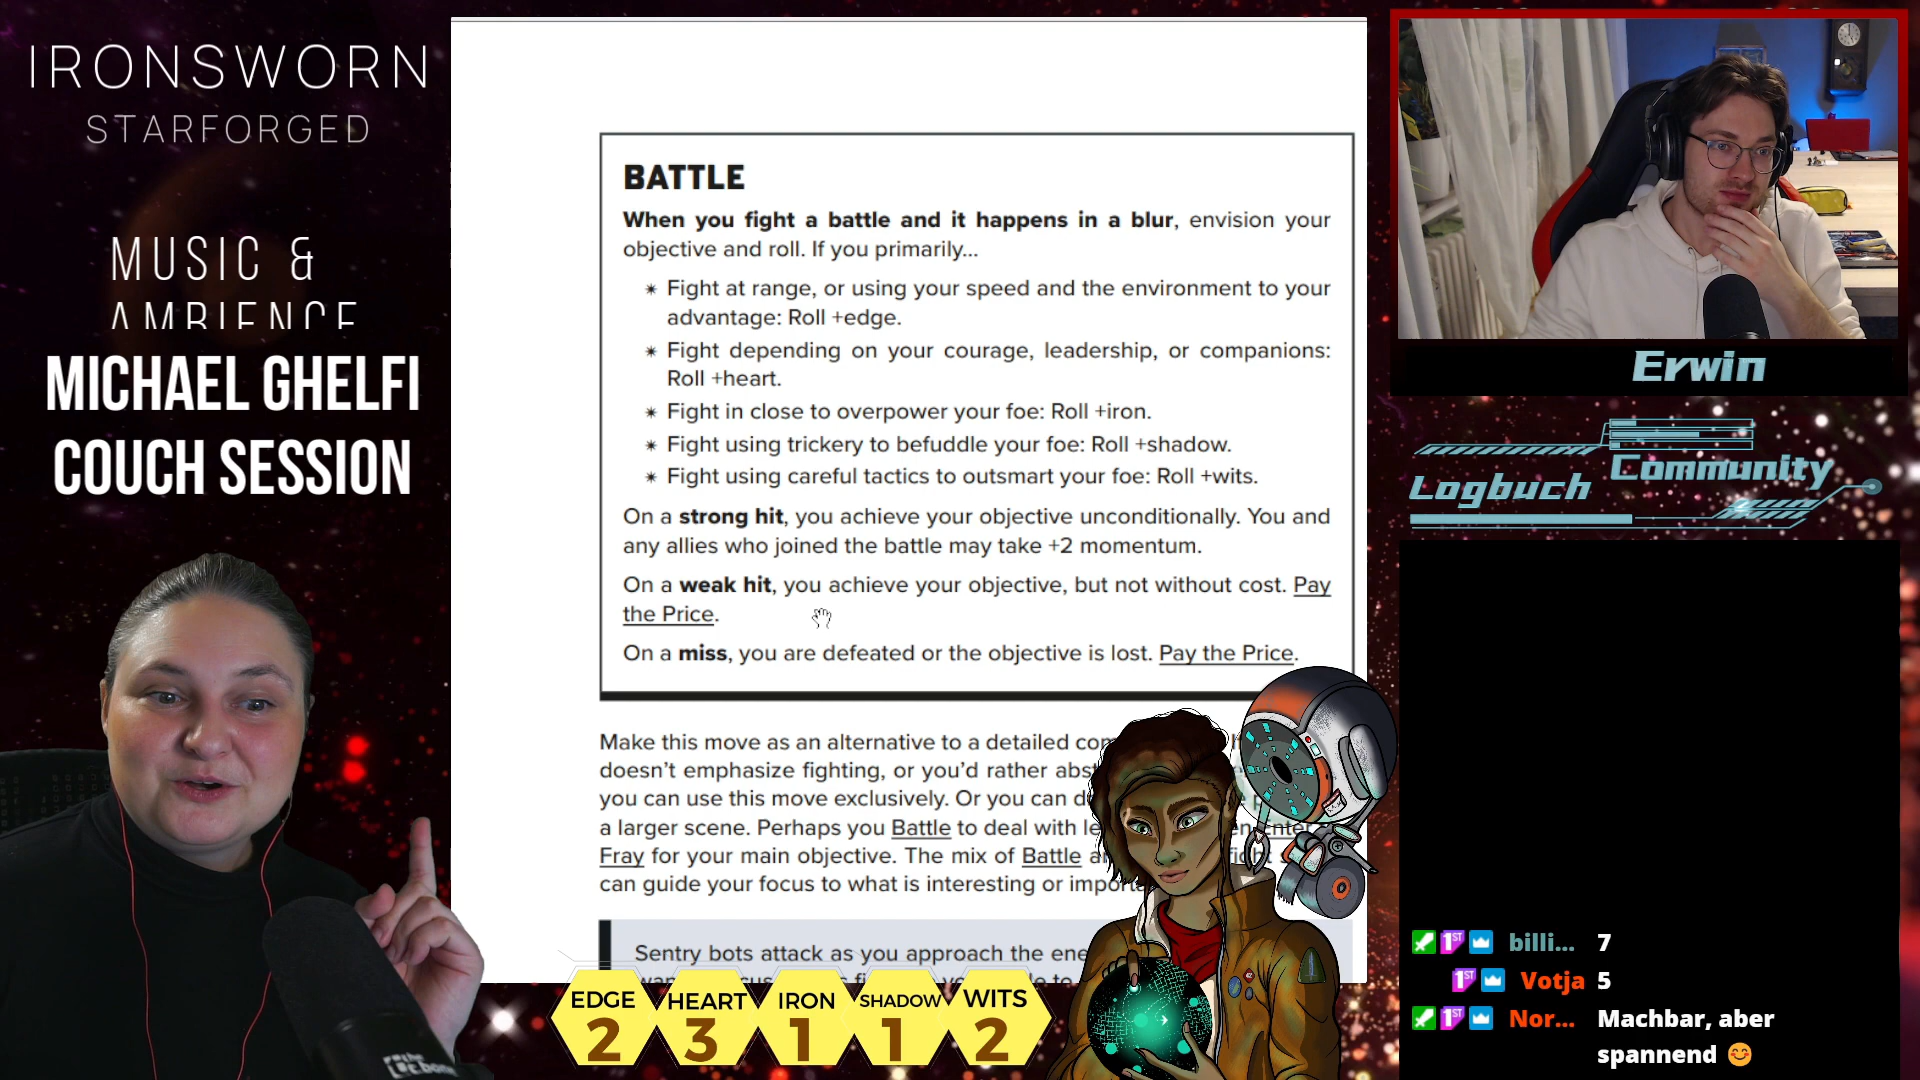 IRONSWORN
STARFORGED
MUSIC &
AMBIENCE
MICHAEL GHELFI
COUCH SESSION
BATTLE
When you fight a battle and it happens in a blur, envision your
objective and roll. If you primarily...
✴ Fight at range, or using your speed and the environment to your
advantage: Roll +edge.
✴ Fight depending on your courage, leadership, or companions:
Roll +heart.
✴ Fight in close to overpower your foe: Roll +iron.
✴ Fight using trickery to befuddle your foe: Roll +shadow.
✴ Fight using careful tactics to outsmart your foe: Roll +wits.
On a strong hit, you achieve your objective unconditionally. You and
any allies who joined the battle may take +2 momentum.
On a weak hit, you achieve your objective, but not without cost. Pay
the Price.
On a miss, you are defeated or the objective is lost. Pay the Price.
Make this move as an alternative to a detailed
doesn't emphasize fighting, or you'd rather
you can use this move exclusively. Or you can
a larger scene. Perhaps you Battle to deal with
Fray for your main objective. The mix of Battle
can guide your focus to what is interesting or
Sentry bots attack as you approach the
EDGE
2
HEART
3
IRON
1
SHADOW
1
WITS
2
Erwin
Logbuch
Community
billi... 7
Votja 5
Nor... Machbar, aber
spannend 😊